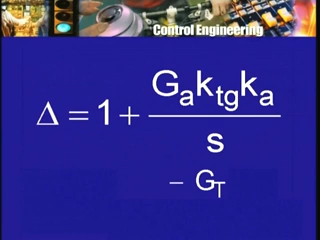 Control Engineering
Δ = 1 + GaktgKa / s
− GT